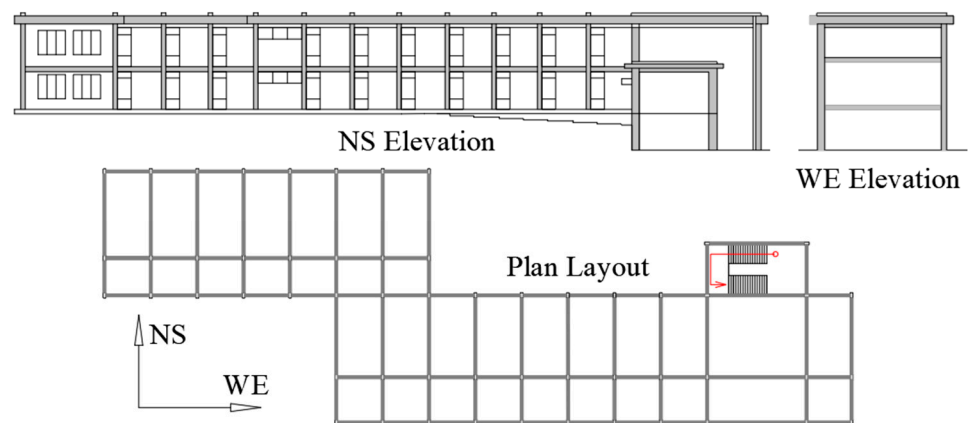 NS Elevation
WE Elevation
Plan Layout
NS
WE